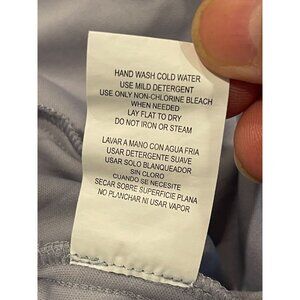 HAND WASH COLD WATER
USE MILD DETERGENT
USE ONLY NON-CHLORINE BLEACH
WHEN NEEDED
LAY FLAT TO DRY
DO NOT IRON OR STEAM
LAVAR A MANO CON AGUA FRIA
USAR DETERGENTE SUAVE
USAR SOLO BLANQUEADOR
SIN CLORO
CUANDO SE NECESITE
SECAR SOBRE SUPERFICIE PLANA
NO PLANCHAR NI USAR VAPOR